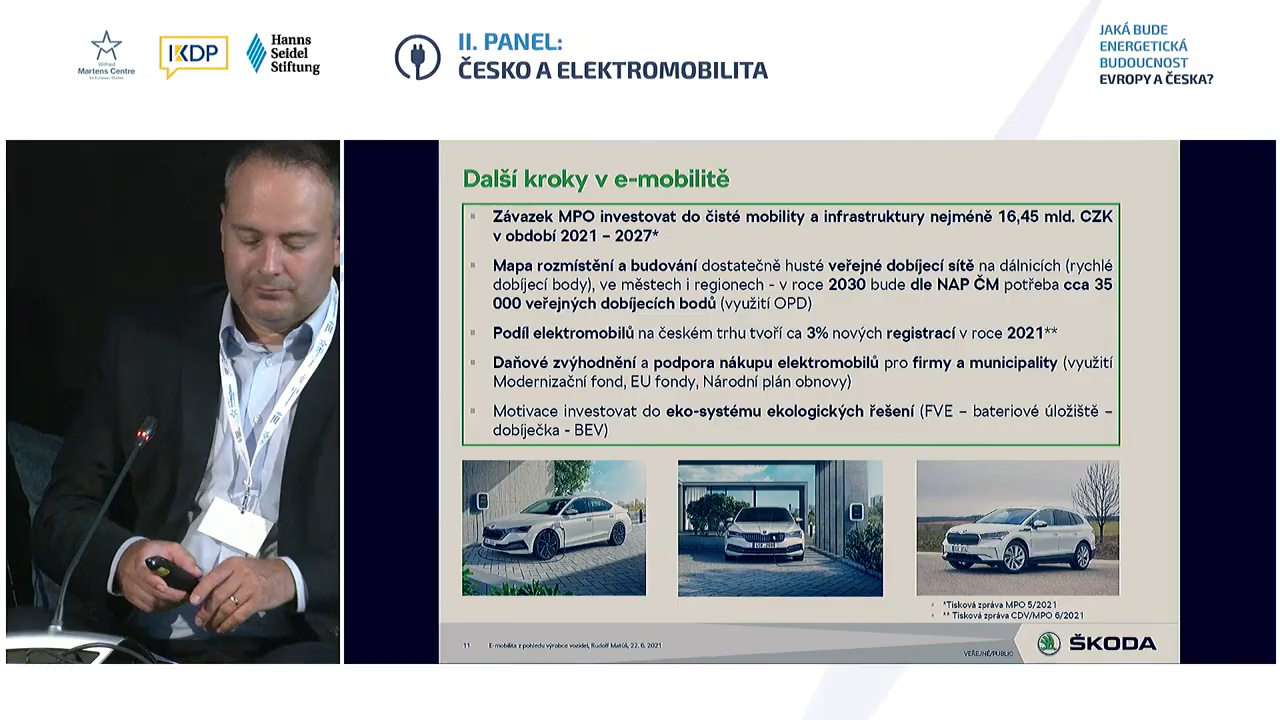 Wilfried
Martens Centre
for European Studies
IKDP
Hanns
Seidel
Stiftung
II. PANEL:
ČESKO A ELEKTROMOBILITA
JAKÁ BUDE
ENERGETICKÁ
BUDOUCNOST
EVROPY A ČESKA?
Další kroky v e-mobilitě
Závazek MPO investovat do čisté mobility a infrastruktury nejméně 16,45 mld. CZK
v období 2021 – 2027*
Mapa rozmístění a budování dostatečně husté veřejné dobíjecí sítě na dálnicích (rychlé
dobíjecí body), ve městech i regionech - v roce 2030 bude dle NAP ČM potřeba cca 35
000 veřejných dobíjecích bodů (využití OPD)
Podíl elektromobilů na českém trhu tvoří ca 3% nových registrací v roce 2021**
Daňové zvýhodnění a podpora nákupu elektromobilů pro firmy a municipality (využití
Modernizační fond, EU fondy, Národní plán obnovy)
Motivace investovat do eko-systému ekologických řešení (FVE – bateriové úložiště –
dobíječka - BEV)
*Tisková zpráva MPO 5/2021
** Tisková zpráva CDV/MPO 6/2021
11 E-mobilita z pohledu výrobce vozidel, Rudolf Matůš, 22. 6. 2021
VEŘEJNÉ/PUBLIC
ŠKODA